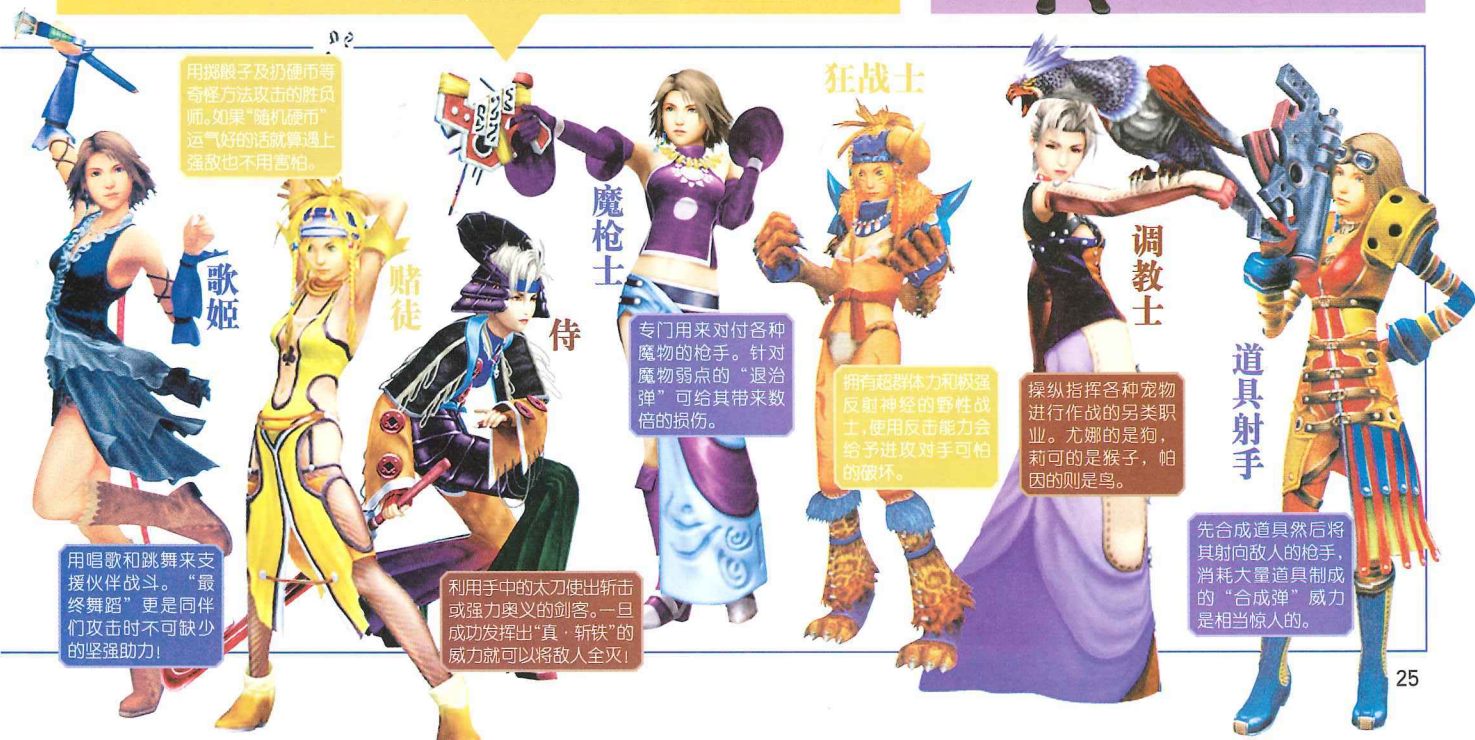 歌姬
用唱歌和跳舞来支
援伙伴战斗。“最
终舞蹈”更是同伴
们攻击时不可缺少
的坚强助力！
用掷骰子及扔硬币等
奇怪方法攻击的胜负
师。如果“随机硬币”
运气好的话就算遇上
强敌也不用害怕。
赌徒
侍
利用手中的太刀使出斩击
或强力奥义的剑客。一旦
成功发挥出“真·斩铁”的
威力就可以将敌人全灭！
魔枪士
专门用来对付各种
魔物的枪手。针对
魔物弱点的“退治
弹”可给其带来数
倍的损伤。
狂战士
拥有超群体力和极强
反射神经的野性战
士，使用反击能力会
给予进攻对手可怕
的破坏。
调教士
操纵指挥各种宠物
进行作战的另类职
业。尤娜的是狗，
莉可的是猴子，帕
因的则是鸟。
道具射手
先合成道具然后将
其射向敌人的枪手，
消耗大量道具制成
的“合成弹”威力
是相当惊人的。
25